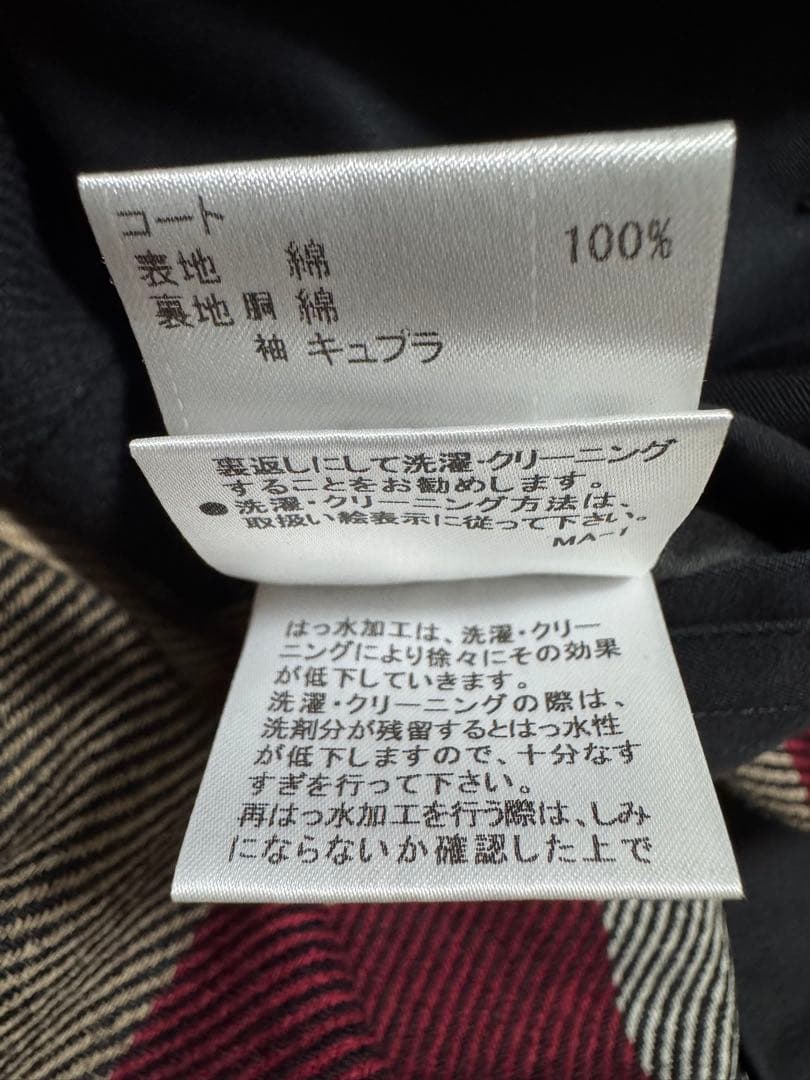 コート
表地 綿 100%
裏地 胴 綿
袖 キュプラ
裏返しにして洗濯・クリーニング
することをお勧めします。
●洗濯・クリーニング方法は、
取扱い絵表示に従って下さい。
MA-1
はっ水加工は、洗濯・クリー
ニングにより徐々にその効果
が低下していきます。
洗濯・クリーニングの際は、
洗剤分が残留するとはっ水性
が低下しますので、十分なす
すぎを行って下さい。
再はっ水加工を行う際は、しみ
にならないか確認した上で